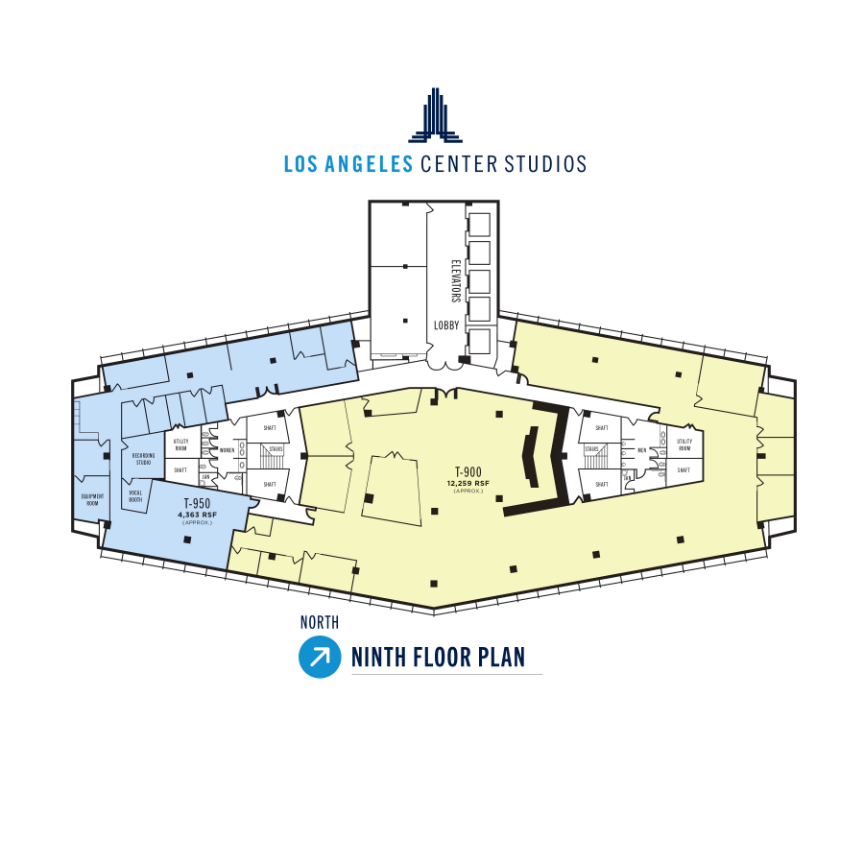 LOS ANGELES CENTER STUDIOS
ELEVATORS
LOBBY
SHAFT
UTILITY
ROOM
WOMEN
STAIRS
RECORDING
STUDIO
SHAFT
JAN
SHAFT
EQUIPMENT
ROOM
VOCAL
BOOTH
T-950
4,363 RSF
(APPROX.)
T-900
12,259 RSF
(APPROX.)
SHAFT
STAIRS
MEN
UTILITY
ROOM
SHAFT
JAN
SHAFT
NORTH
NINTH FLOOR PLAN